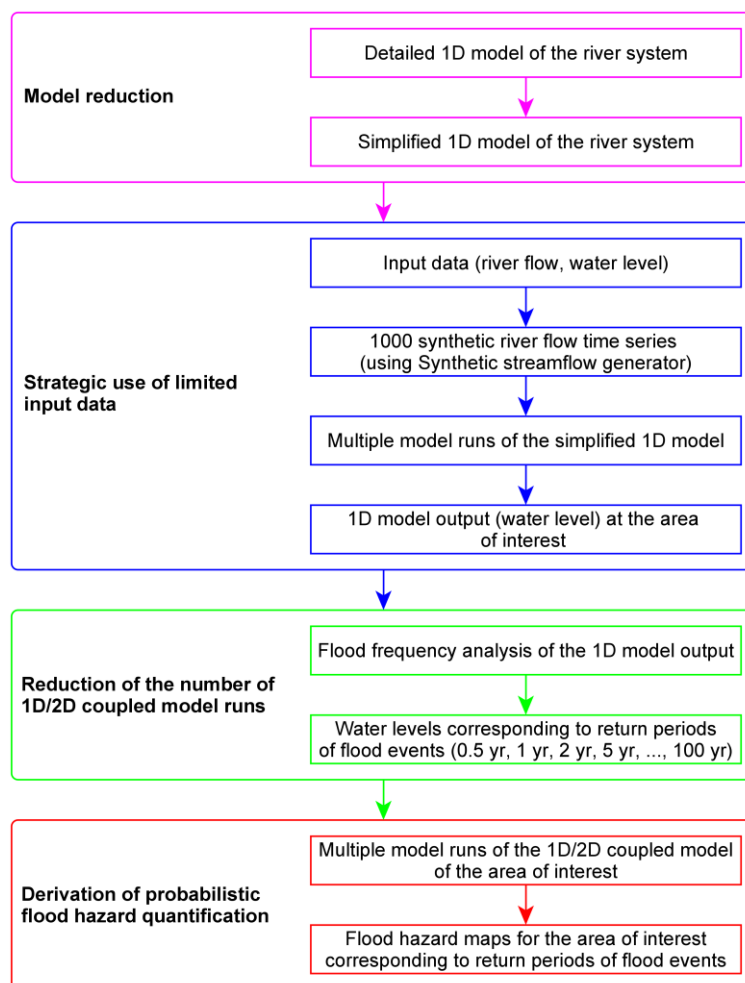 Model reduction
Detailed 1D model of the river system
Simplified 1D model of the river system
Strategic use of limited
input data
Input data (river flow, water level)
1000 synthetic river flow time series
(using Synthetic streamflow generator)
Multiple model runs of the simplified 1D model
1D model output (water level) at the area
of interest
Reduction of the number of
1D/2D coupled model runs
Flood frequency analysis of the 1D model output
Water levels corresponding to return periods
of flood events (0.5 yr, 1 yr, 2 yr, 5 yr, ..., 100 yr)
Derivation of probabilistic
flood hazard quantification
Multiple model runs of the 1D/2D coupled model
of the area of interest
Flood hazard maps for the area of interest
corresponding to return periods of flood events